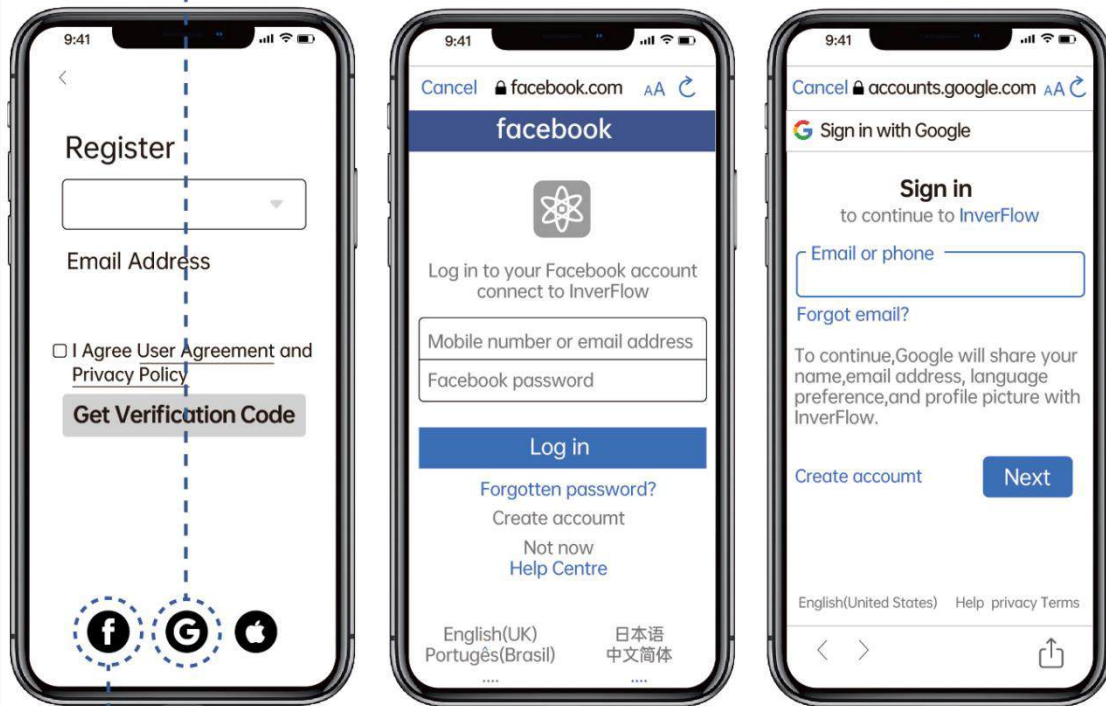 9:41
Register
Email Address
I Agree User Agreement and
Privacy Policy
Get Verification Code
9:41
Cancel facebook.com AA
facebook
Log in to your Facebook account
connect to InverFlow
Mobile number or email address
Facebook password
Log in
Forgotten password?
Create accoumt
Not now
Help Centre
English(UK) 日本语
Portugês(Brasil) 中文简体
.... ....
9:41
Cancel accounts.google.com AA
G Sign in with Google
Sign in
to continue to InverFlow
Email or phone
Forgot email?
To continue,Google will share your
name,email address, language
preference,and profile picture with
InverFlow.
Create accoumt Next
English(United States) Help privacy Terms